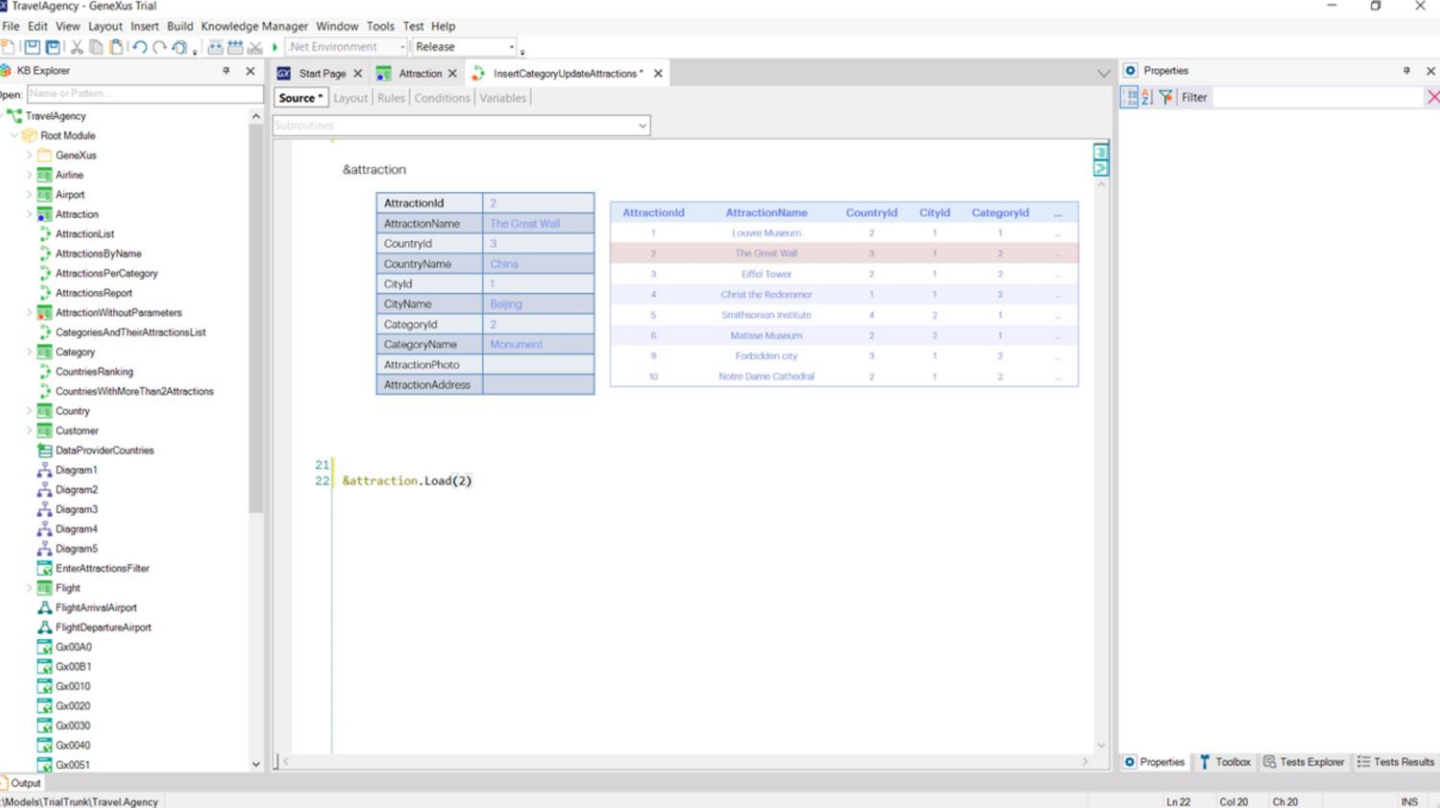 TravelAgency - GeneXus Trial
File Edit View Layout Insert Build Knowledge Manager Window Tools Test Help
.Net Environment Release
KB Explorer
Open: Name or Pattern...
TravelAgency
Root Module
GeneXus
Airline
Airport
Attraction
AttractionList
AttractionsByName
AttractionsPerCategory
AttractionsReport
AttractionWithoutParameters
CategoriesAndTheirAttractionsList
Category
CountriesRanking
CountriesWithMoreThan2Attractions
Country
Customer
DataProviderCountries
Diagram1
Diagram2
Diagram3
Diagram4
Diagram5
EnterAttractionsFilter
Flight
FlightArrivalAirport
FlightDepartureAirport
Gx00A0
Gx00B1
Gx0010
Gx0020
Gx0030
Gx0040
Gx0051
Start Page Attraction InsertCategoryUpdateAttractions *
Source * Layout Rules Conditions Variables
Subroutines
&attraction
AttractionId 2
AttractionName The Great Wall
CountryId 3
CountryName China
CityId 1
CityName Beijing
CategoryId 2
CategoryName Monument
AttractionPhoto
AttractionAddress
AttractionId AttractionName CountryId CityId CategoryId ...
1 Louvre Museum 2 1 1 ...
2 The Great Wall 3 1 2 ...
3 Eiffel Tower 2 1 2 ...
4 Christ the Redemmer 1 1 2 ...
5 Smithsonian Institute 4 2 1 ...
6 Matisse Museum 2 2 1 ...
9 Forbidden city 3 1 2 ...
10 Notre Dame Cathedral 2 1 2 ...
21
22 &attraction.Load(2)
Properties
Filter
Properties Toolbox Tests Explorer Tests Results
Output
:\Models\TrialTrunk\Travel.Agency
Ln 22 Col 20 Ch 20 INS